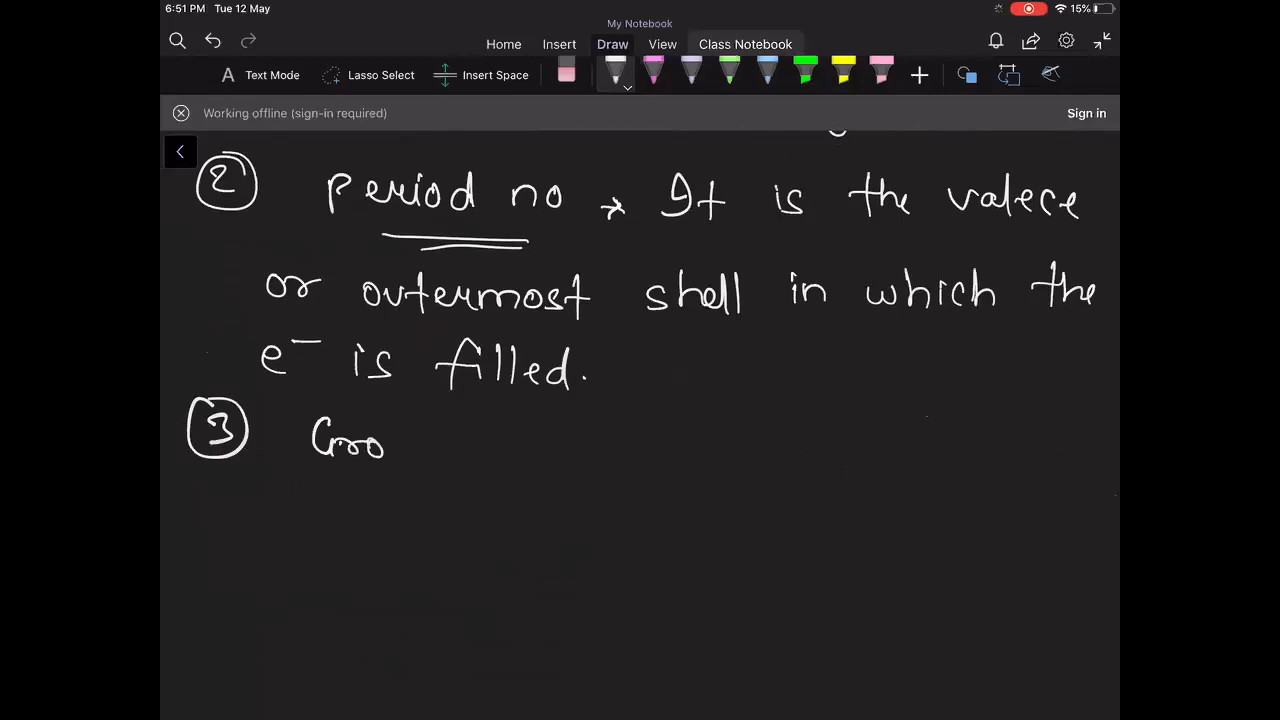 6:51 PM Tue 12 May 15%
My Notebook
Home Insert Draw View Class Notebook
Text Mode Lasso Select Insert Space
Working offline (sign-in required) Sign in
2 Period no → It is the valece
or outermost shell in which the
e⁻ is filled.
3 Gro